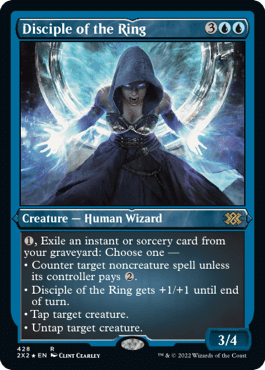 Disciple of the Ring 3
Creature — Human Wizard
1, Exile an instant or sorcery card from
your graveyard: Choose one —
• Counter target noncreature spell unless
its controller pays 2.
• Disciple of the Ring gets +1/+1 until end
of turn.
• Tap target creature.
• Untap target creature.
3/4
428 R
2X2 ★ EN CLINT CEARLEY
™ & © 2022 Wizards of the Coast